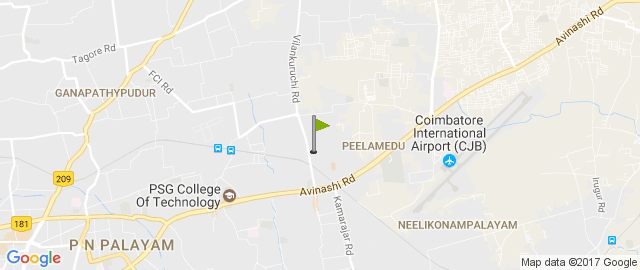 Avinashi Rd
Tagore Rd
Vilankuruchi Rd
FCI Rd
GANAPATHYPUDUR
Coimbatore
International
Airport (CJB)
PEELAMEDU
209
PSG College
Of Technology
Avinashi Rd
Kamarajar Rd
Irugur Rd
181
NEELIKONAMPALAYAM
P N PALAYAM
Google
Map data ©2017 Google